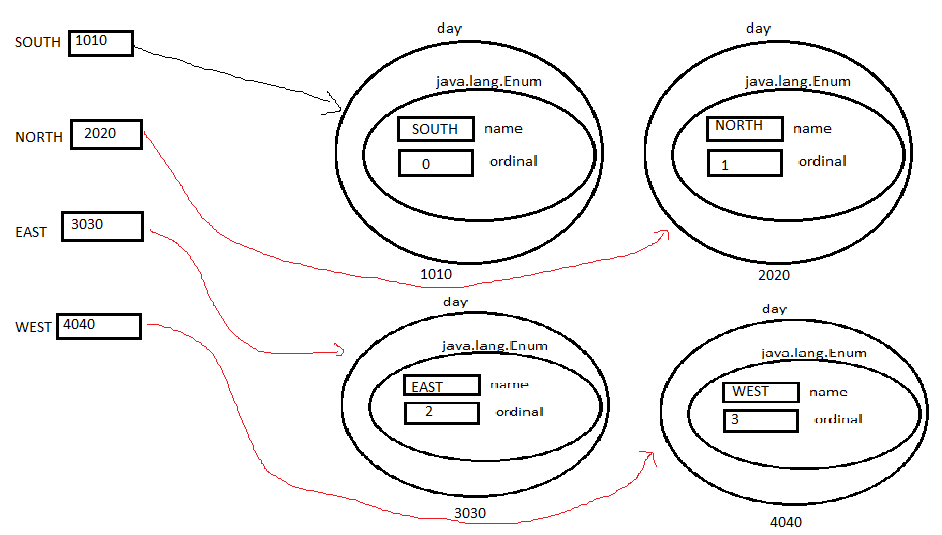 SOUTH 1010
NORTH 2020
EAST 3030
WEST 4040
day
java.lang.Enum
SOUTH name
0 ordinal
1010
day
java.lang.Enum
NORTH name
1 ordinal
2020
day
java.lang.Enum
EAST name
2 ordinal
3030
day
java.lang.Enum
WEST name
3 ordinal
4040